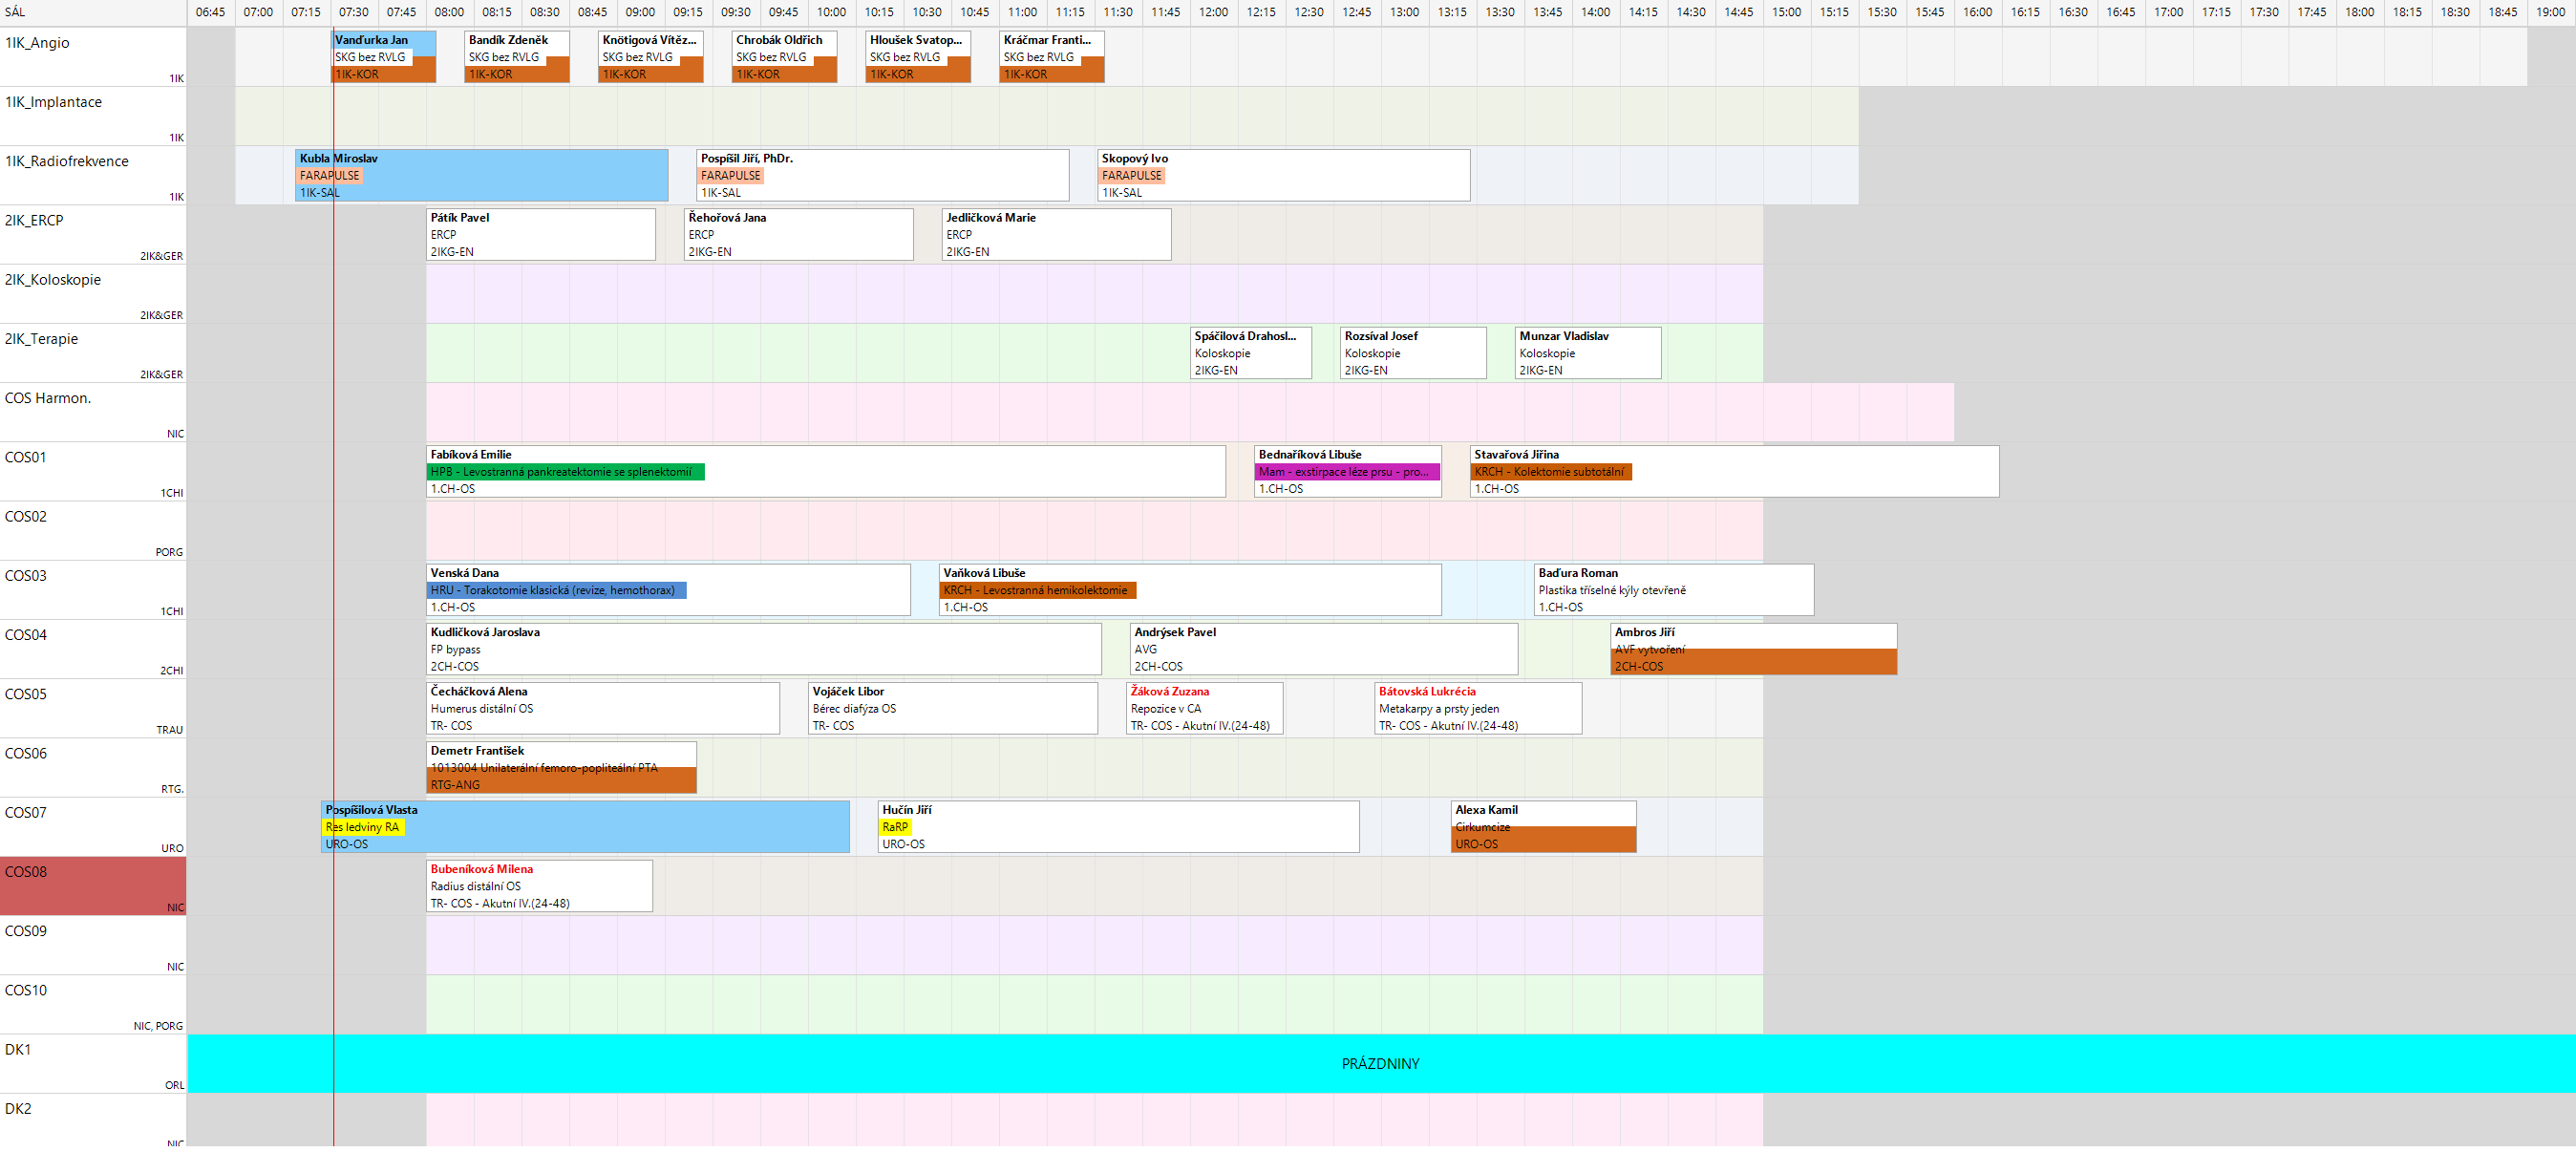 SÁL 06:45 07:00 07:15 07:30 07:45 08:00 08:15 08:30 08:45 09:00 09:15 09:30 09:45 10:00 10:15 10:30 10:45 11:00 11:15 11:30 11:45 12:00 12:15 12:30 12:45 13:00 13:15 13:30 13:45 14:00 14:15 14:30 14:45 15:00 15:15 15:30 15:45 16:00 16:15 16:30 16:45 17:00 17:15 17:30 17:45 18:00 18:15 18:30 18:45 19:00
1IK_Angio
1IK
Vanďurka Jan
SKG bez RVLG
1IK-KOR
Bandík Zdeněk
SKG bez RVLG
1IK-KOR
Knötigová Vítěz...
SKG bez RVLG
1IK-KOR
Chrobák Oldřich
SKG bez RVLG
1IK-KOR
Hloušek Svatop...
SKG bez RVLG
1IK-KOR
Kráčmar Franti...
SKG bez RVLG
1IK-KOR
1IK_Implantace
1IK
1IK_Radiofrekvence
1IK
Kubla Miroslav
FARAPULSE
1IK-SAL
Pospíšil Jiří, PhDr.
FARAPULSE
1IK-SAL
Skopový Ivo
FARAPULSE
1IK-SAL
2IK_ERCP
2IK&GER
Pátík Pavel
ERCP
2IKG-EN
Řehořová Jana
ERCP
2IKG-EN
Jedličková Marie
ERCP
2IKG-EN
2IK_Koloskopie
2IK&GER
2IK_Terapie
2IK&GER
Spáčilová Drahosl...
Koloskopie
2IKG-EN
Rozsíval Josef
Koloskopie
2IKG-EN
Munzar Vladislav
Koloskopie
2IKG-EN
COS Harmon.
NIC
COS01
1CHI
Fabíková Emilie
HPB - Levostranná pankreatektomie se splenektomií
1.CH-OS
Bednaříková Libuše
Mam - exstirpace léze prsu - pro...
1.CH-OS
Stavařová Jiřina
KRCH - Kolektomie subtotální
1.CH-OS
COS02
PORG
COS03
1CHI
Venská Dana
HRU - Torakotomie klasická (revize, hemothorax)
1.CH-OS
Vaňková Libuše
KRCH - Levostranná hemikolektomie
1.CH-OS
Baďura Roman
Plastika tříselné kýly otevřeně
1.CH-OS
COS04
2CHI
Kudličková Jaroslava
FP bypass
2CH-COS
Andrýsek Pavel
AVG
2CH-COS
Ambros Jiří
AVF vytvoření
2CH-COS
COS05
TRAU
Čecháčková Alena
Humerus distální OS
TR- COS
Vojáček Libor
Bérec diafýza OS
TR- COS
Žáková Zuzana
Repozice v CA
TR- COS - Akutní IV.(24-48)
Bátovská Lukrécia
Metakarpy a prsty jeden
TR- COS - Akutní IV.(24-48)
COS06
RTG.
Demetr František
1013004 Unilaterální femoro-popliteální PTA
RTG-ANG
COS07
URO
Pospíšilová Vlasta
Res ledviny RA
URO-OS
Hučín Jiří
RaRP
URO-OS
Alexa Kamil
Cirkumcize
URO-OS
COS08
NIC
Bubeníková Milena
Radius distální OS
TR- COS - Akutní IV.(24-48)
COS09
NIC
COS10
NIC, PORG
DK1
ORL
PRÁZDNINY
DK2
NIC